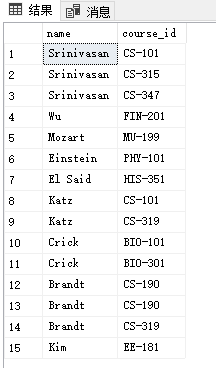 结果 消息
name course_id
1 Srinivasan CS-101
2 Srinivasan CS-315
3 Srinivasan CS-347
4 Wu FIN-201
5 Mozart MU-199
6 Einstein PHY-101
7 El Said HIS-351
8 Katz CS-101
9 Katz CS-319
10 Crick BIO-101
11 Crick BIO-301
12 Brandt CS-190
13 Brandt CS-190
14 Brandt CS-319
15 Kim EE-181